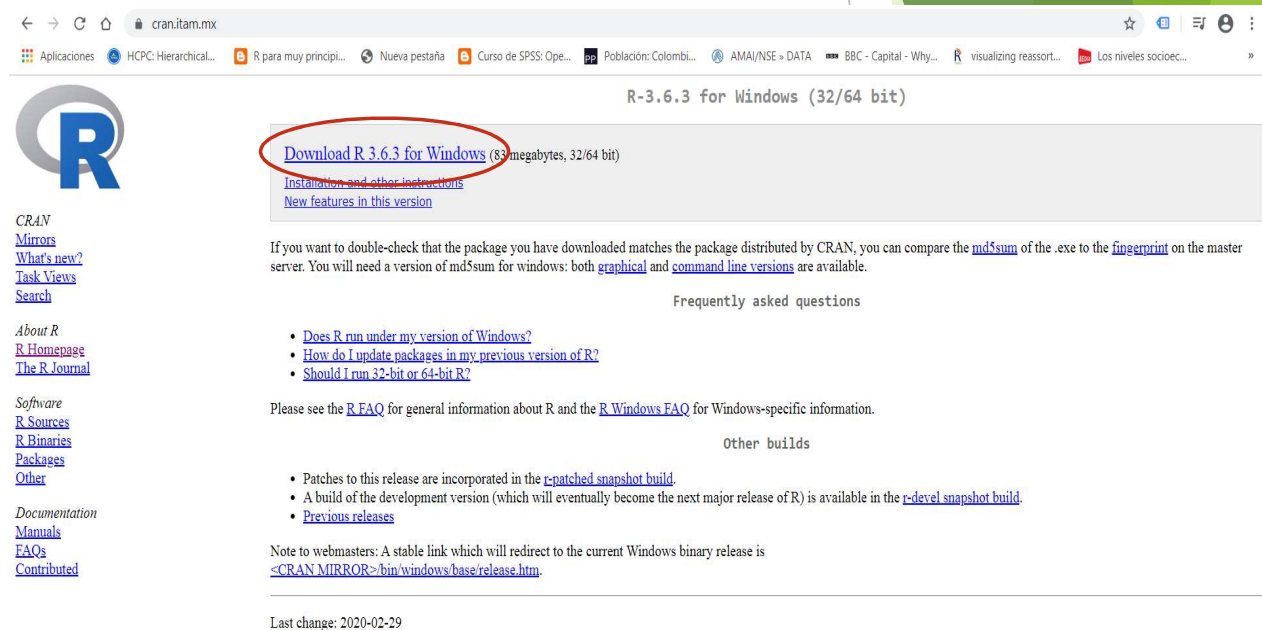 cran.itam.mx
Aplicaciones
HCPC: Hierarchical...
R para muy principi...
Nueva pestaña
Curso de SPSS: Ope...
PP Población: Colombi...
AMAI/NSE » DATA
BBC BBC - Capital - Why...
visualizing reassort...
Los niveles socioec...
»
R
CRAN
Mirrors
What's new?
Task Views
Search
About R
R Homepage
The R Journal
Software
R Sources
R Binaries
Packages
Other
Documentation
Manuals
FAQs
Contributed
R-3.6.3 for Windows (32/64 bit)
Download R 3.6.3 for Windows (83 megabytes, 32/64 bit)
Installation and other instructions
New features in this version
If you want to double-check that the package you have downloaded matches the package distributed by CRAN, you can compare the md5sum of the .exe to the fingerprint on the master
server. You will need a version of md5sum for windows: both graphical and command line versions are available.
Frequently asked questions
• Does R run under my version of Windows?
• How do I update packages in my previous version of R?
• Should I run 32-bit or 64-bit R?
Please see the R FAQ for general information about R and the R Windows FAQ for Windows-specific information.
Other builds
• Patches to this release are incorporated in the r-patched snapshot build.
• A build of the development version (which will eventually become the next major release of R) is available in the r-devel snapshot build.
• Previous releases
Note to webmasters: A stable link which will redirect to the current Windows binary release is
<CRAN MIRROR>/bin/windows/base/release.htm.
Last change: 2020-02-29